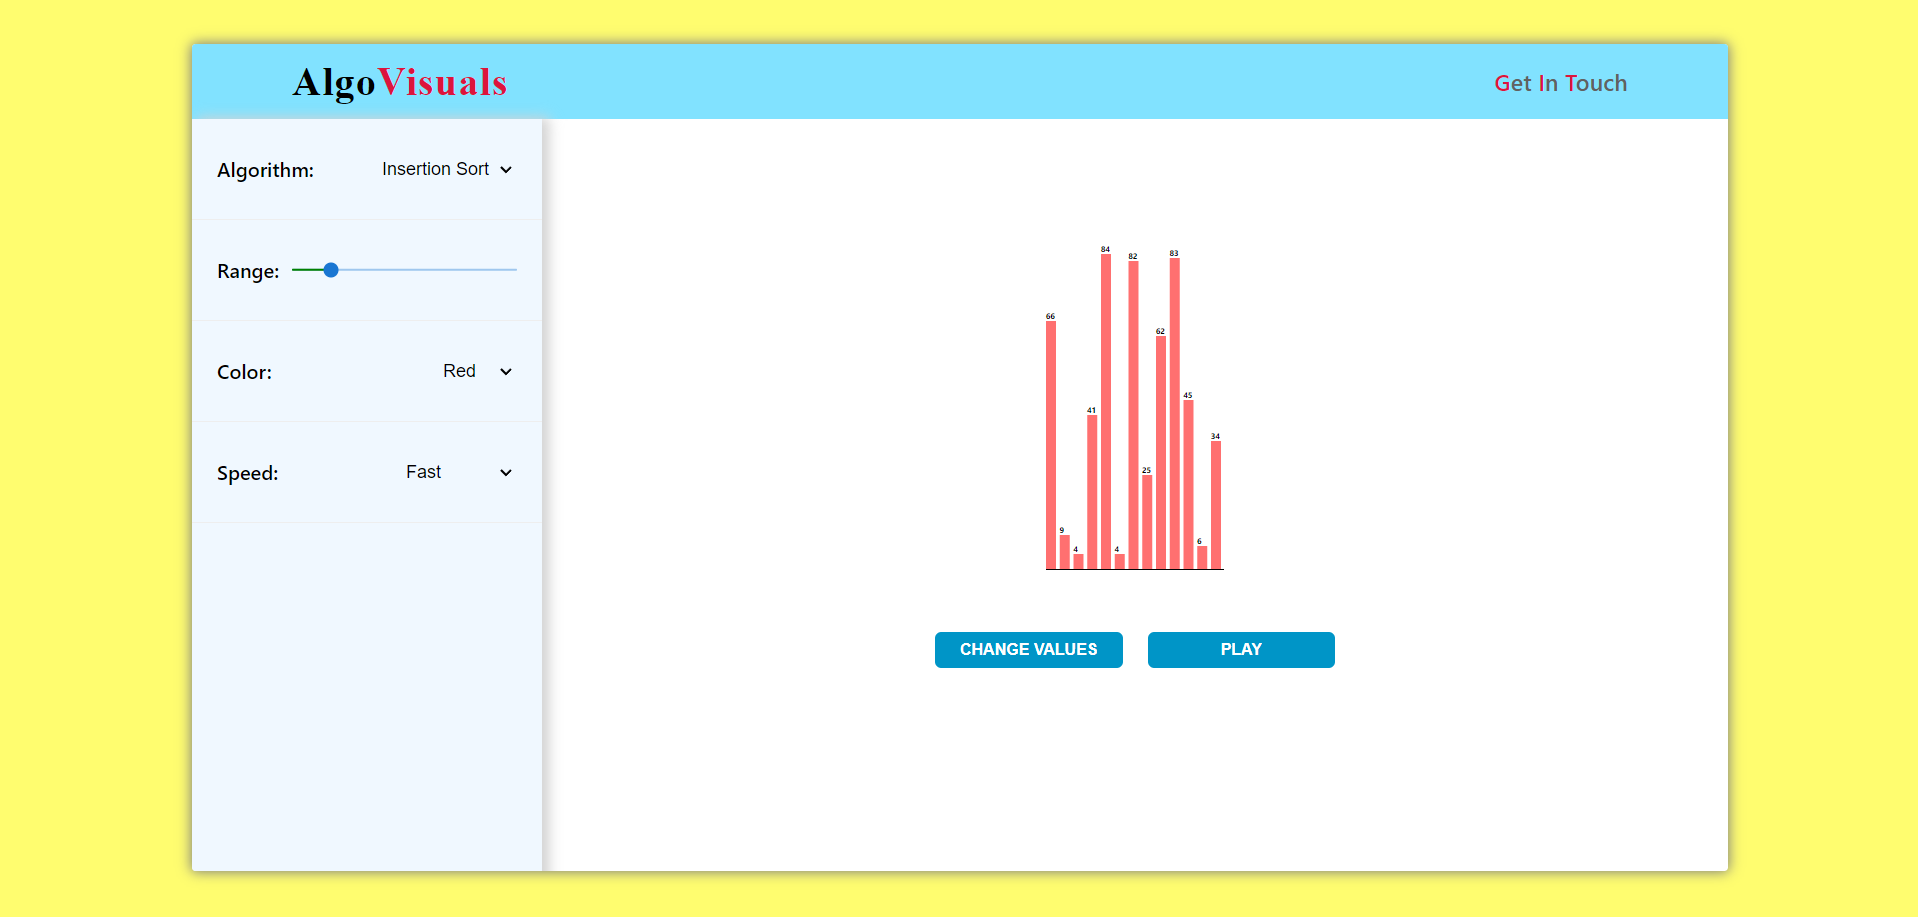 AlgoVisuals
Get In Touch
Algorithm: Insertion Sort
Range:
Color: Red
Speed: Fast
66 9 4 41 84 4 82 25 62 83 45 6 34
CHANGE VALUES PLAY